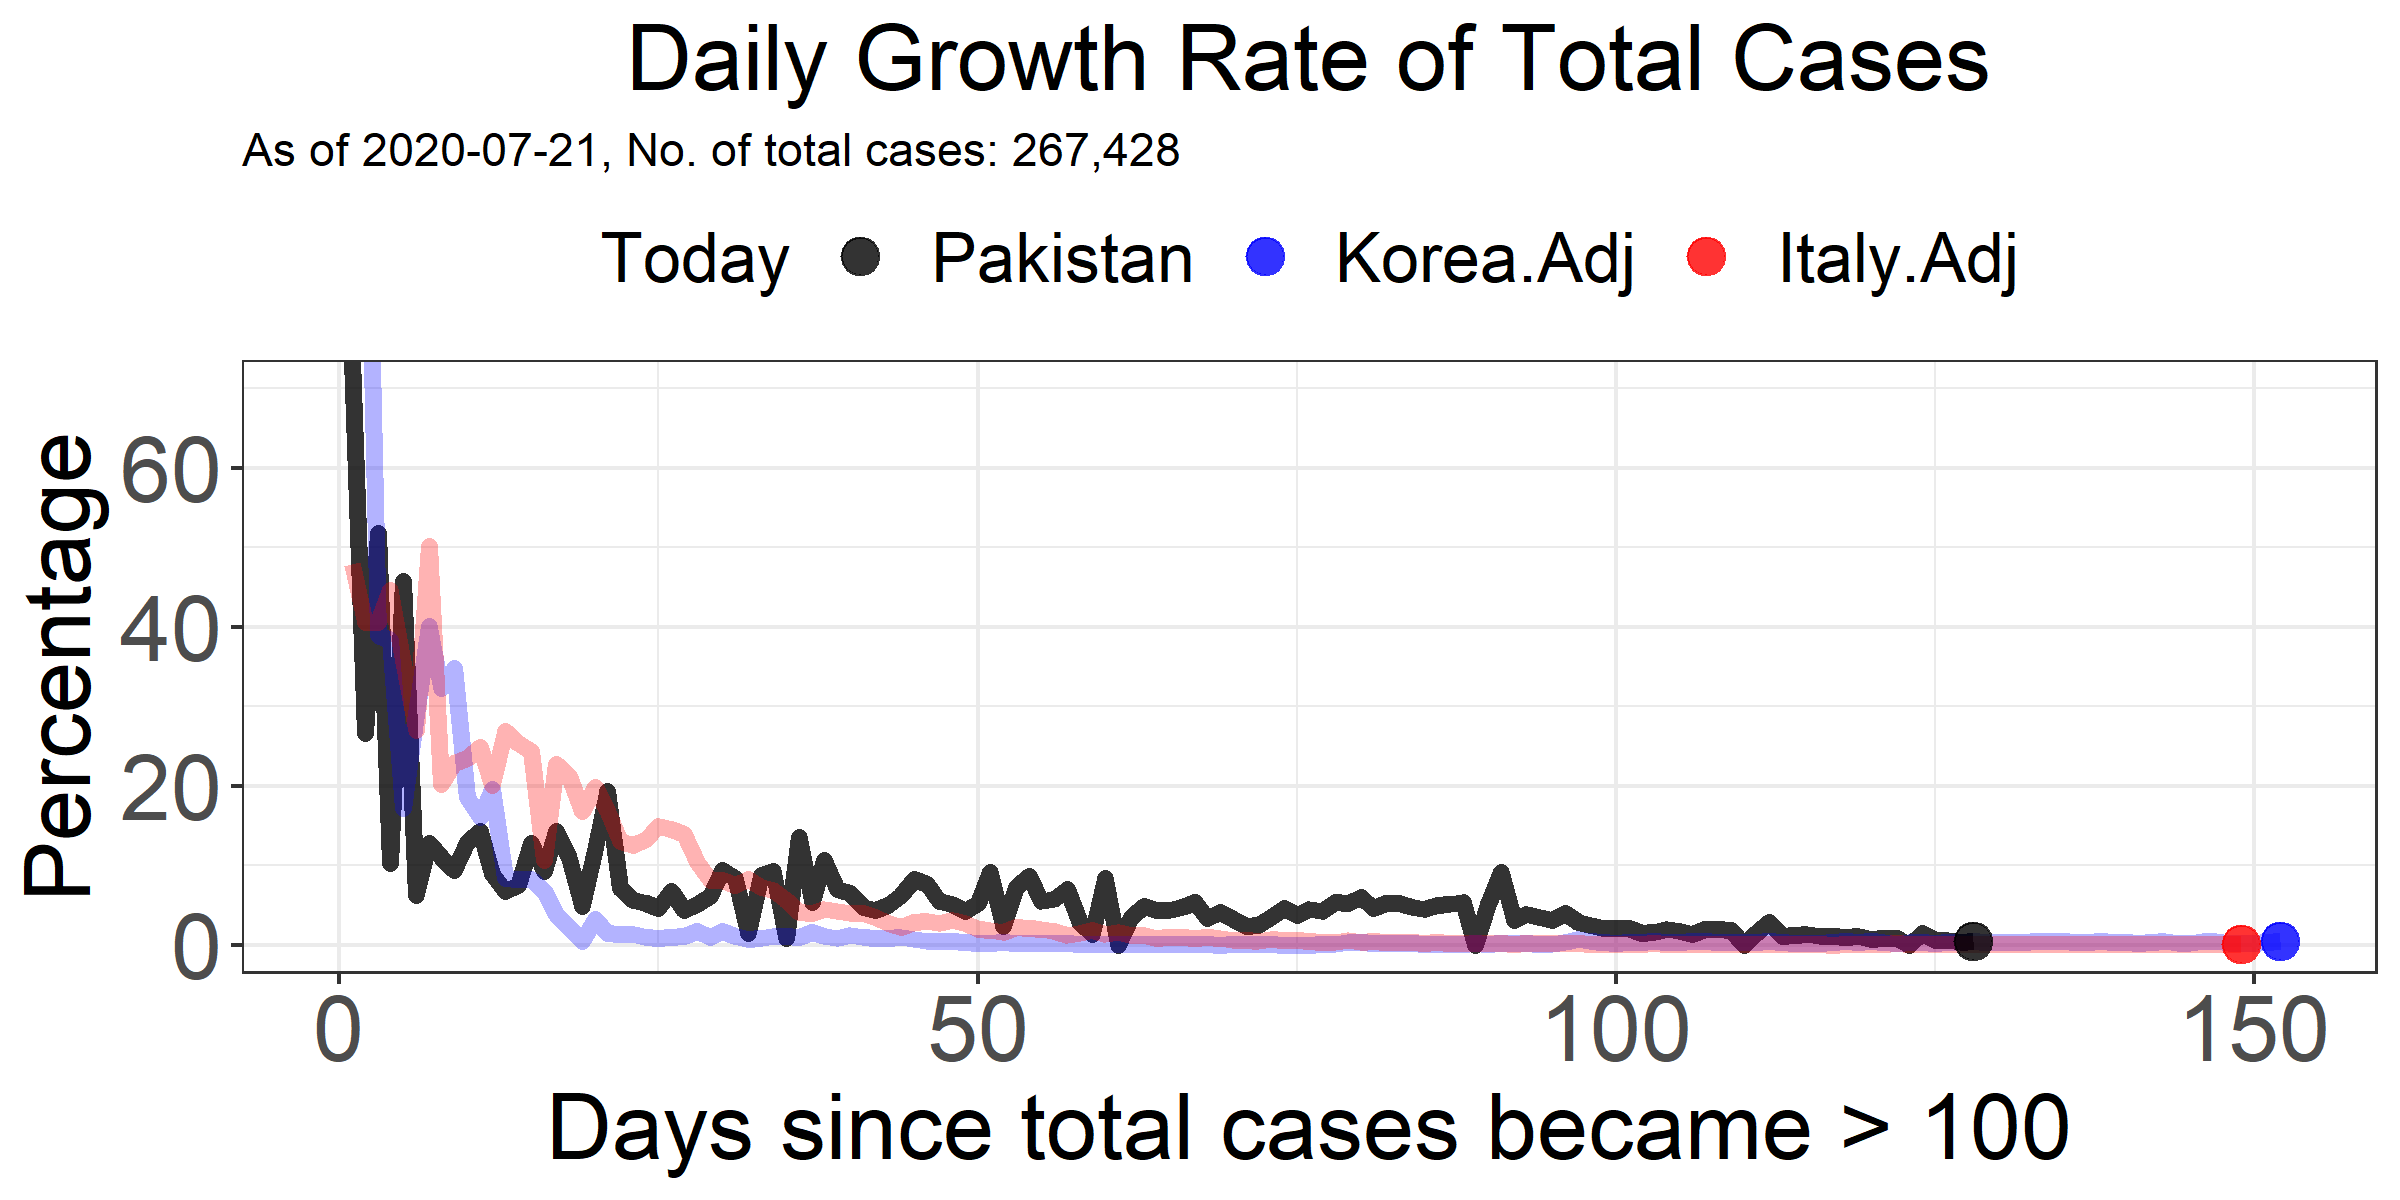 Daily Growth Rate of Total Cases
As of 2020-07-21, No. of total cases: 267,428
Today Pakistan Korea.Adj Italy.Adj
Percentage
60
40
20
0
0 50 100 150
Days since total cases became > 100